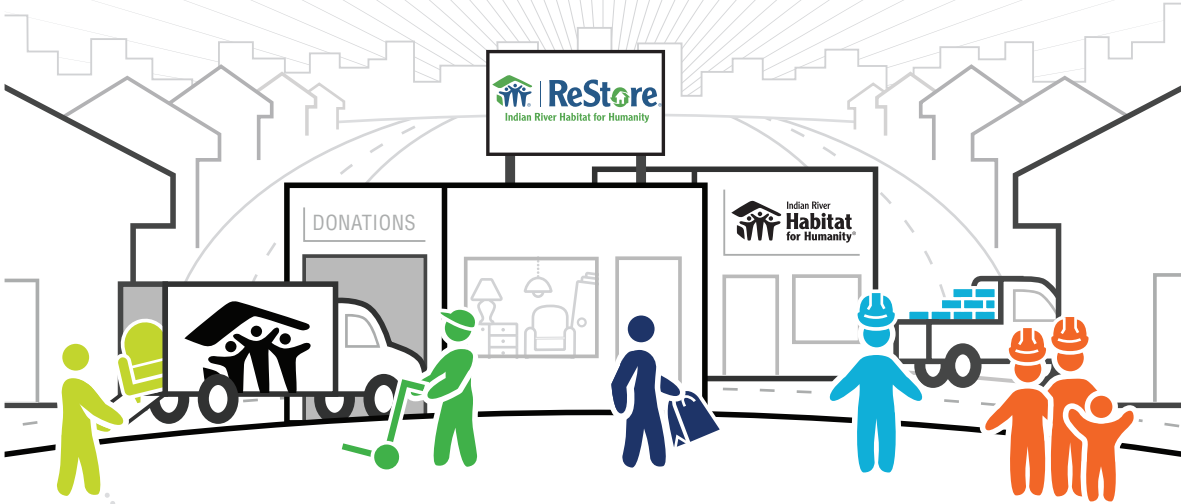 ReStore®
Indian River Habitat for Humanity
DONATIONS
Indian River
Habitat
for Humanity®